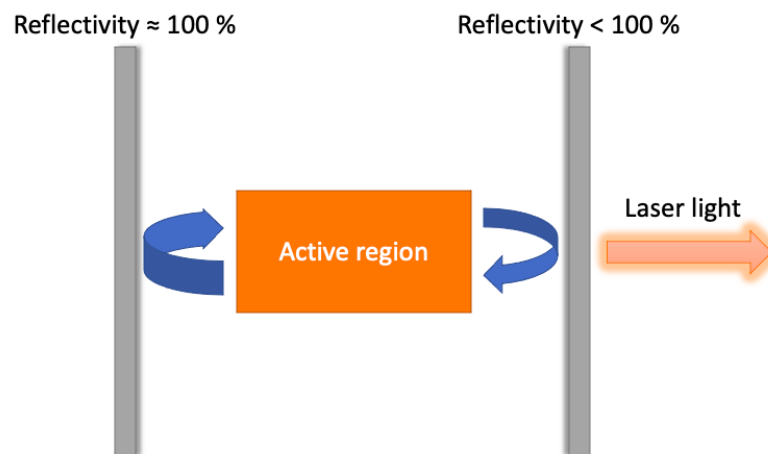 Reflectivity ≈ 100 %
Reflectivity < 100 %
Laser light
Active region